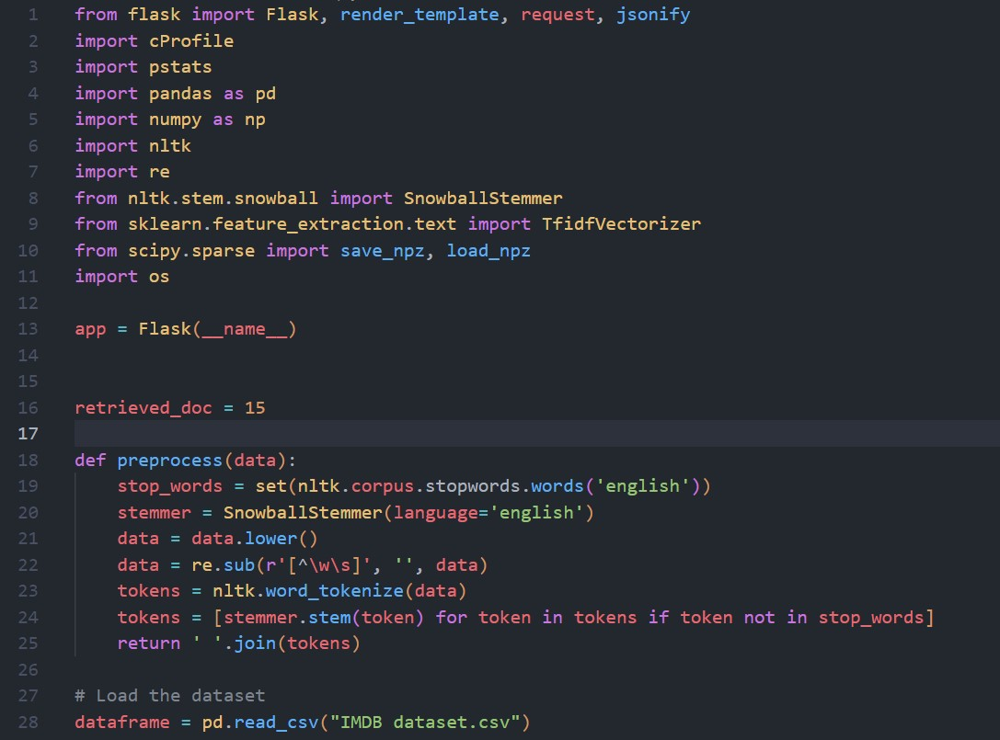 1 from flask import Flask, render_template, request, jsonify
2 import cProfile
3 import pstats
4 import pandas as pd
5 import numpy as np
6 import nltk
7 import re
8 from nltk.stem.snowball import SnowballStemmer
9 from sklearn.feature_extraction.text import TfidfVectorizer
10 from scipy.sparse import save_npz, load_npz
11 import os
12
13 app = Flask(__name__)
14
15
16 retrieved_doc = 15
17
18 def preprocess(data):
19     stop_words = set(nltk.corpus.stopwords.words('english'))
20     stemmer = SnowballStemmer(language='english')
21     data = data.lower()
22     data = re.sub(r'[^\w\s]', '', data)
23     tokens = nltk.word_tokenize(data)
24     tokens = [stemmer.stem(token) for token in tokens if token not in stop_words]
25     return ' '.join(tokens)
26
27 # Load the dataset
28 dataframe = pd.read_csv("IMDB dataset.csv")